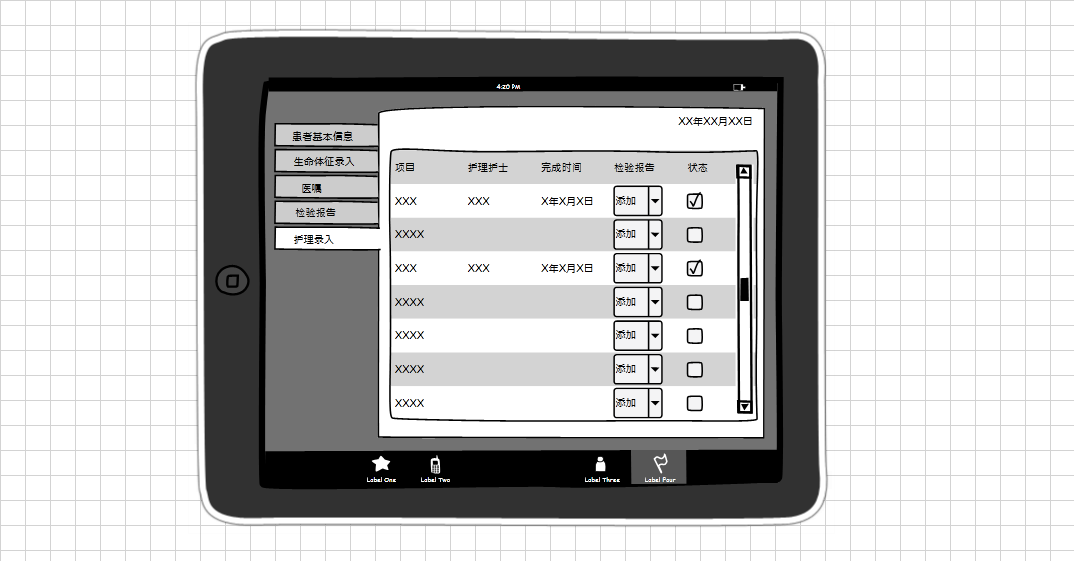 4:20 PM
XX年XX月XX日
患者基本信息
生命体征录入
医嘱
检验报告
护理录入
项目 护理护士 完成时间 检验报告 状态
XXX XXX X年X月X日 添加
XXXX 添加
XXX XXX X年X月X日 添加
XXXX 添加
XXXX 添加
XXXX 添加
XXXX 添加
Label One Label Two Label Three Label Four